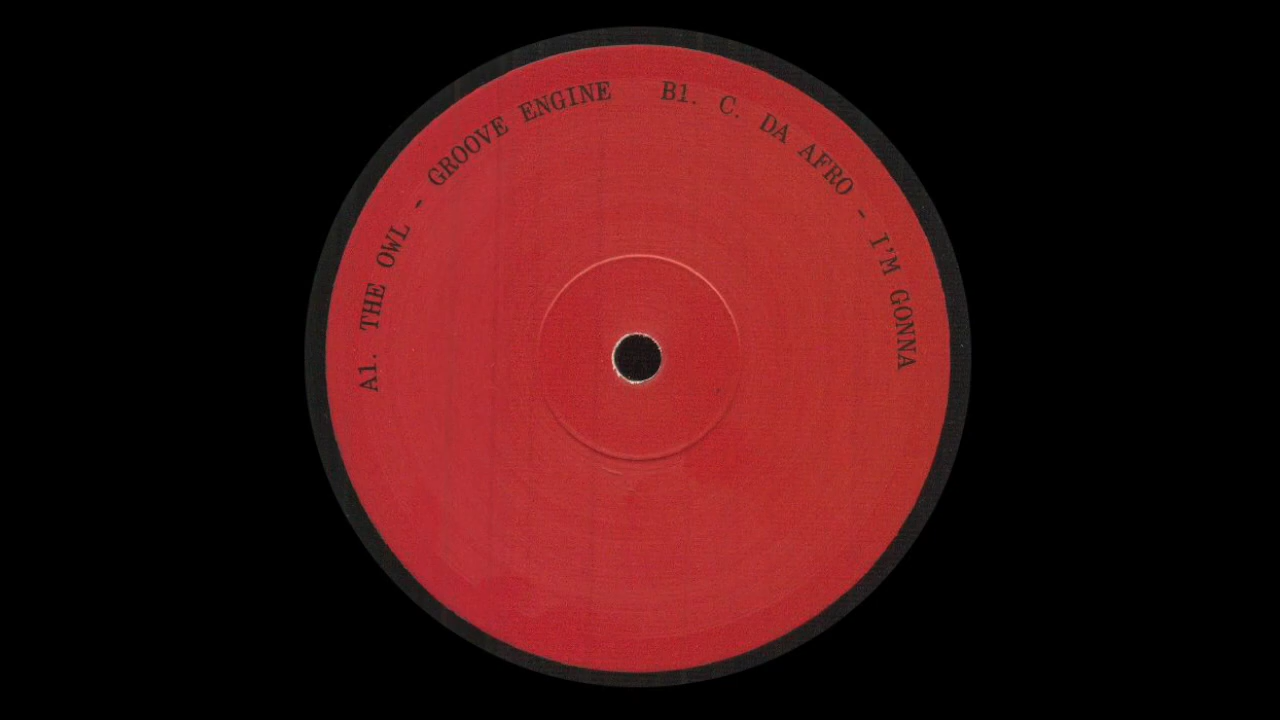 A1. THE OWL - GROOVE ENGINE
B1. C. DA AFRO - I'M GONNA